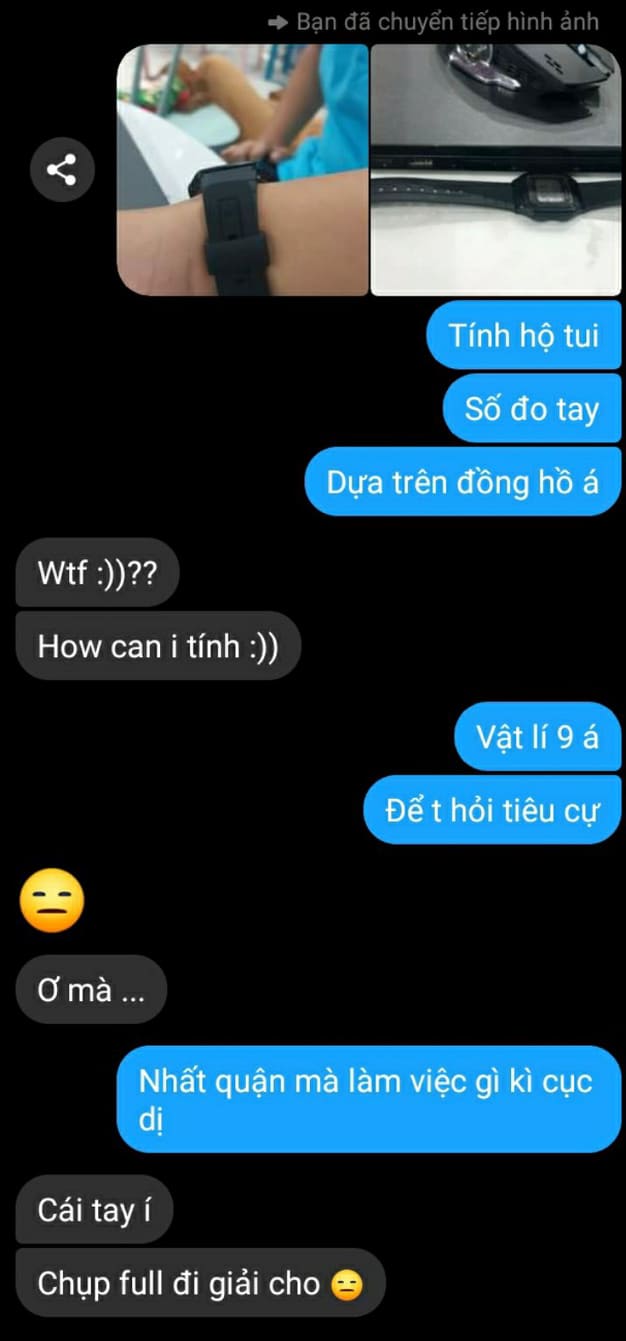 Bạn đã chuyển tiếp hình ảnh
Tính hộ tui
Số đo tay
Dựa trên đồng hồ á
Wtf :))??
How can i tính :))
Vật lí 9 á
Để t hỏi tiêu cự
Ơ mà ...
Nhất quận mà làm việc gì kì cục
dị
Cái tay í
Chụp full đi giải cho